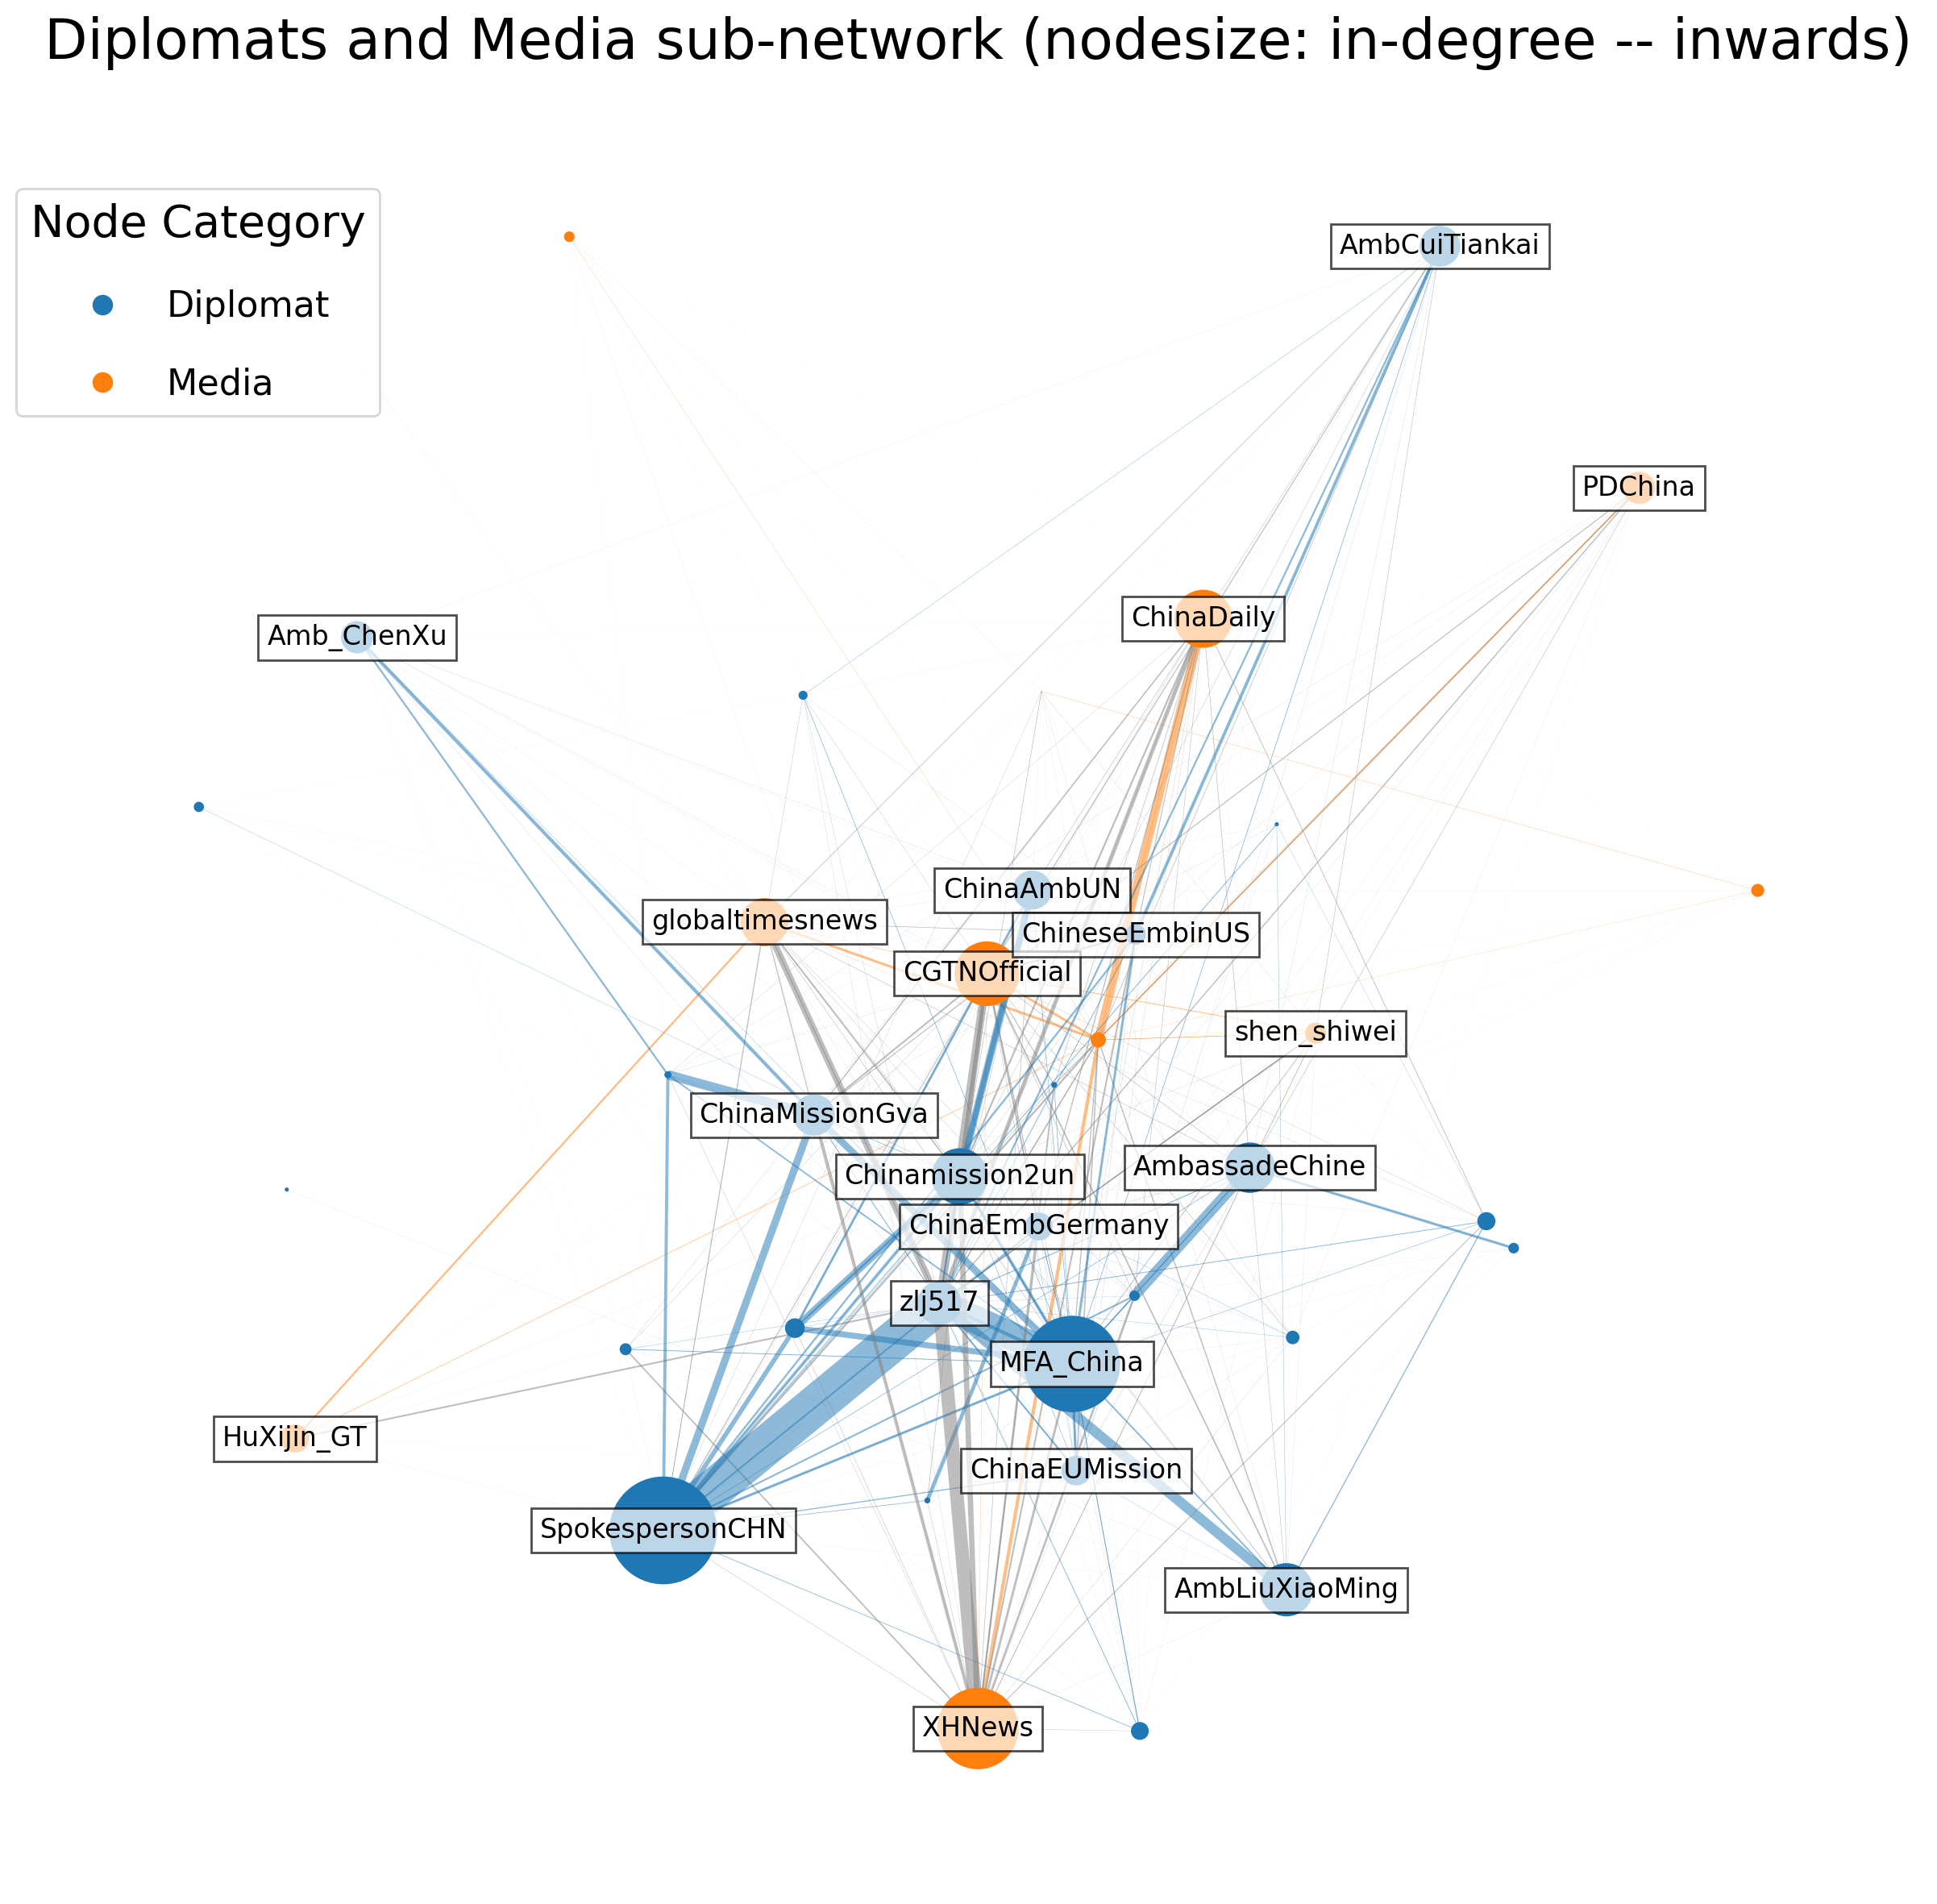 Diplomats and Media sub-network (nodesize: in-degree -- inwards)
Node Category
Diplomat
Media
AmbCuiTiankai
PDChina
ChinaDaily
Amb_ChenXu
ChinaAmbUN
globaltimesnews
ChineseEmbinUS
CGTNOfficial
shen_shiwei
ChinaMissionGva
AmbassadeChine
Chinamission2un
ChinaEmbGermany
zlj517
MFA_China
HuXijin_GT
ChinaEUMission
SpokespersonCHN
AmbLiuXiaoMing
XHNews